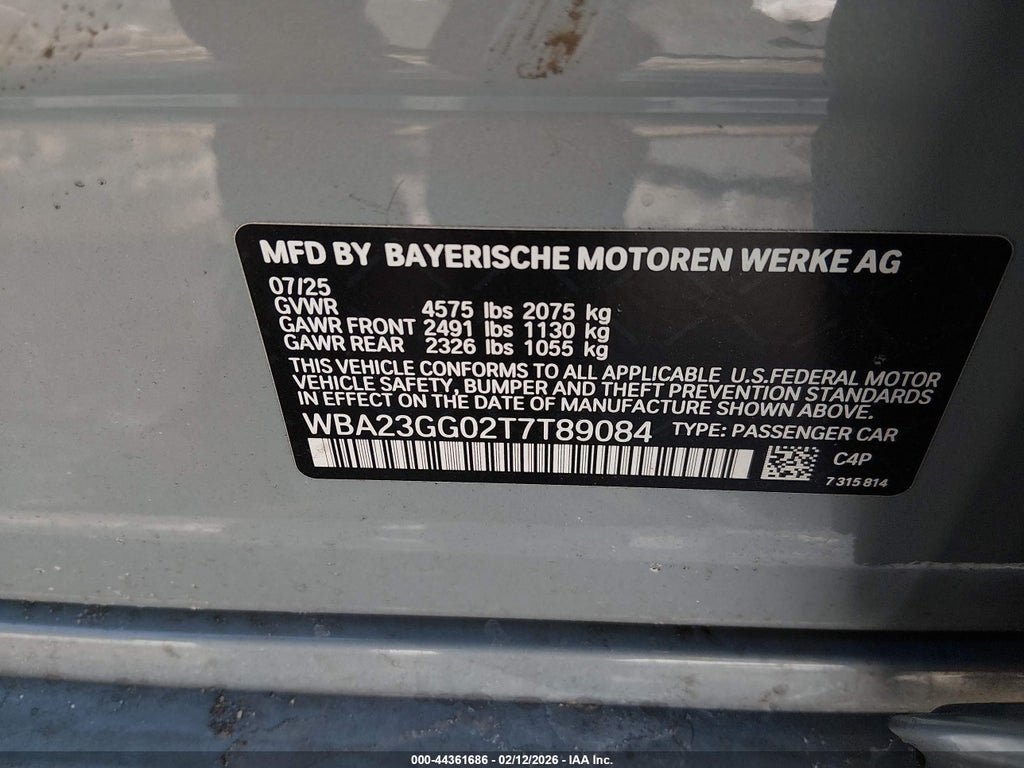 MFD BY BAYERISCHE MOTOREN WERKE AG
07/25
GVWR 4575 lbs 2075 kg
GAWR FRONT 2491 lbs 1130 kg
GAWR REAR 2326 lbs 1055 kg
THIS VEHICLE CONFORMS TO ALL APPLICABLE U.S.FEDERAL MOTOR
VEHICLE SAFETY, BUMPER AND THEFT PREVENTION STANDARDS
IN EFFECT ON THE DATE OF MANUFACTURE SHOWN ABOVE.
WBA23GG02T7T89084 TYPE: PASSENGER CAR
C4P
7 315 814
000-44361686 - 02/12/2026 - IAA Inc.